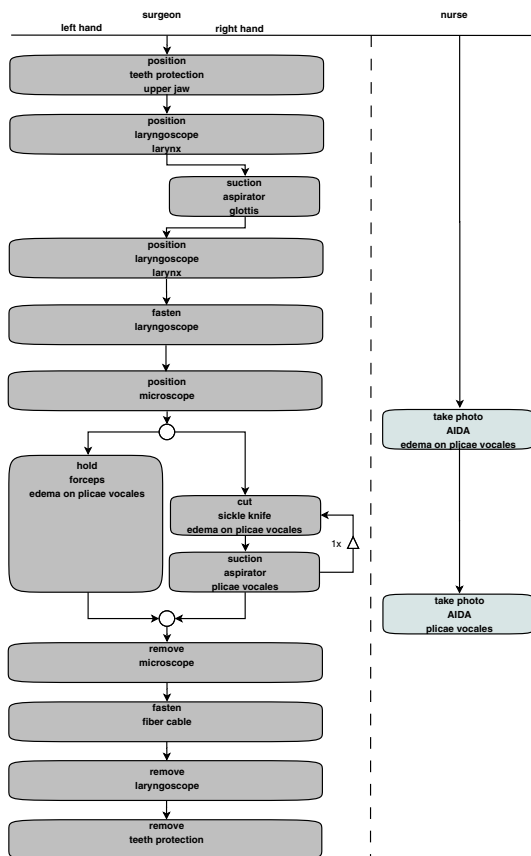 surgeon
nurse
left hand
right hand
position
teeth protection
upper jaw
position
laryngoscope
larynx
suction
aspirator
glottis
position
laryngoscope
larynx
fasten
laryngoscope
position
microscope
take photo
AIDA
edema on plicae vocales
hold
forceps
edema on plicae vocales
cut
sickle knife
edema on plicae vocales
1x
suction
aspirator
plicae vocales
take photo
AIDA
plicae vocales
remove
microscope
fasten
fiber cable
remove
laryngoscope
remove
teeth protection